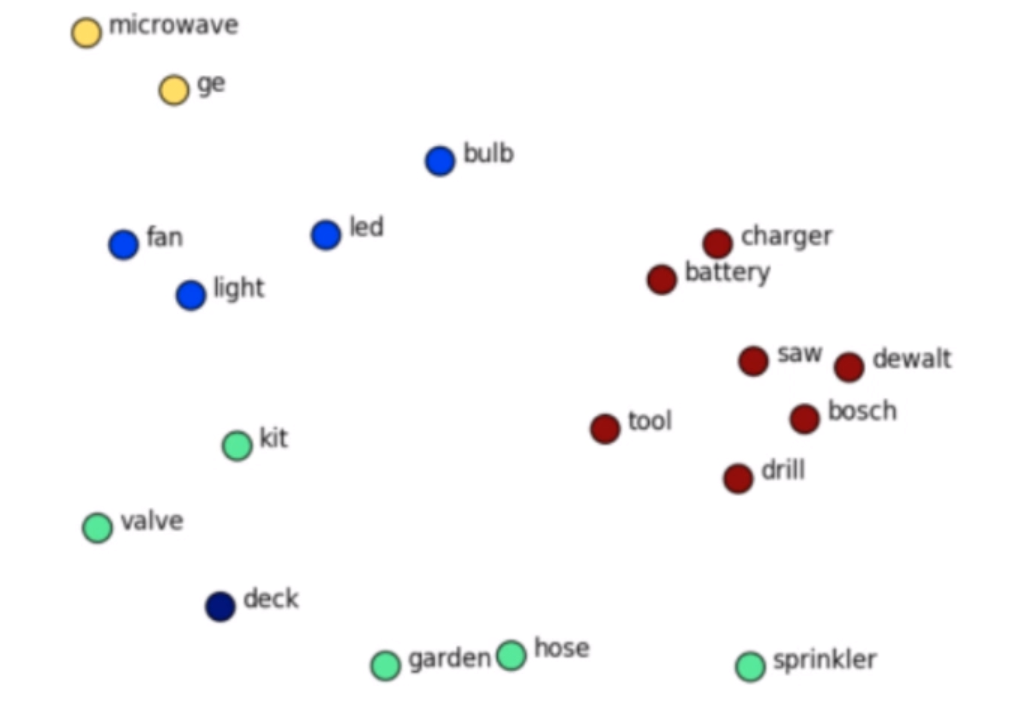 microwave
ge
bulb
led
fan
light
charger
battery
saw
dewalt
bosch
tool
drill
kit
valve
deck
garden
hose
sprinkler